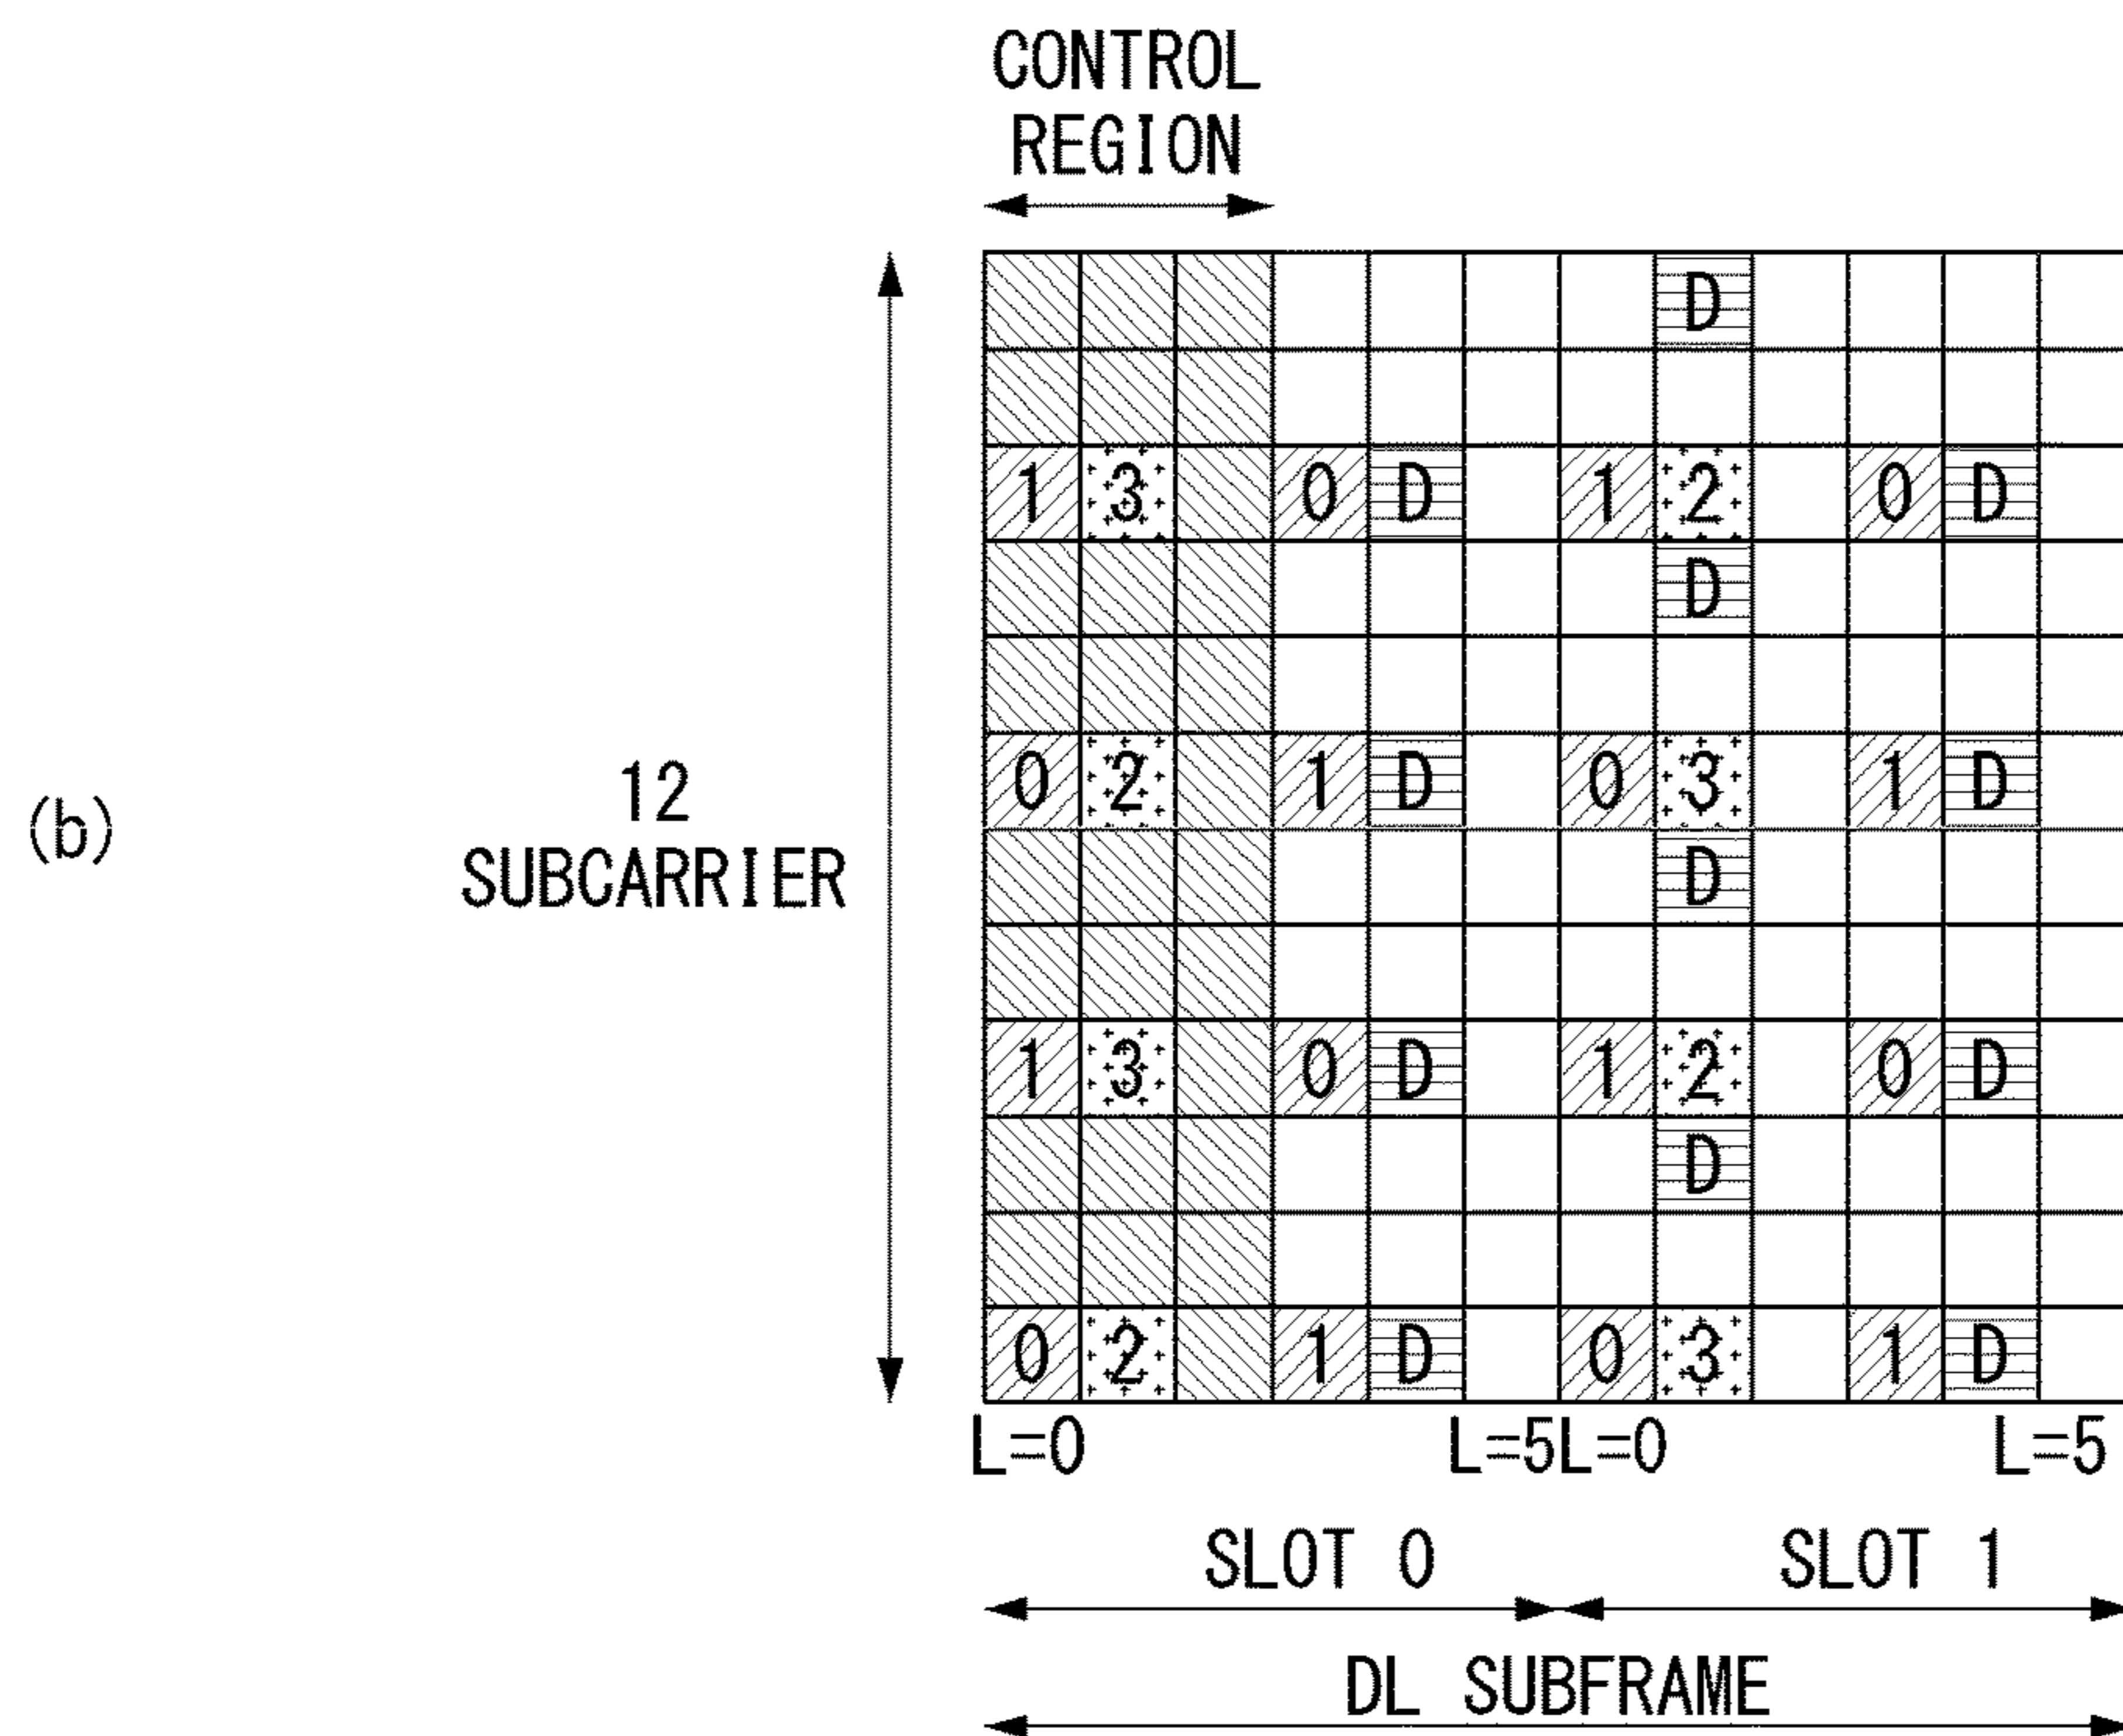 CONTROL
REGION
D
1 3 0 D 1 2 0 D
D
(b)
12
SUBCARRIER
0 2 1 D 0 3 1 D
D
1 3 0 D 1 2 0 D
D
0 2 1 D 0 3 1 D
L=0 L=5 L=0 L=5
SLOT 0 SLOT 1
DL SUBFRAME